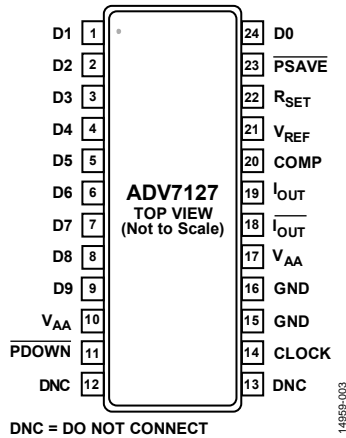 D1 1 24 D0
D2 2 23 PSAVE
D3 3 22 RSET
D4 4 21 VREF
D5 5 20 COMP
D6 6 19 IOUT
D7 7 18 IOUT
D8 8 17 VAA
D9 9 16 GND
VAA 10 15 GND
PDOWN 11 14 CLOCK
DNC 12 13 DNC
ADV7127
TOP VIEW
(Not to Scale)
DNC = DO NOT CONNECT
14959-003